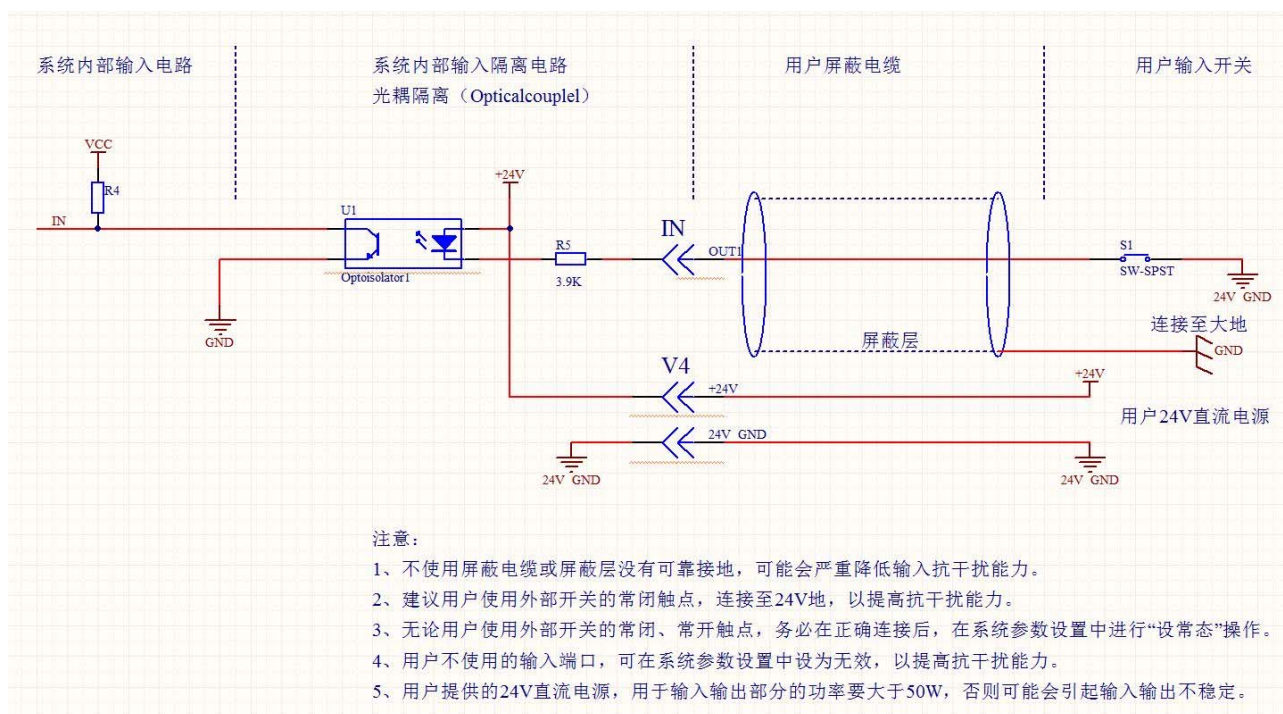 系统内部输入电路
系统内部输入隔离电路
用户屏蔽电缆
用户输入开关
光耦隔离（Opticalcouplel）
VCC
R4
+24V
IN
U1
IN
OUT1
R5
S1
Optoisolator1
3.9K
SW-SPST
24V GND
GND
连接至大地
屏蔽层
GND
V4
+24V
+24V
用户24V直流电源
24V GND
24V GND
24V GND
注意：
1、不使用屏蔽电缆或屏蔽层没有可靠接地，可能会严重降低输入抗干扰能力。
2、建议用户使用外部开关的常闭触点，连接至24V地，以提高抗干扰能力。
3、无论用户使用外部开关的常闭、常开触点，务必在正确连接后，在系统参数设置中进行“设常态”操作。
4、用户不使用的输入端口，可在系统参数设置中设为无效，以提高抗干扰能力。
5、用户提供的24V直流电源，用于输入输出部分的功率要大于50W，否则可能会引起输入输出不稳定。